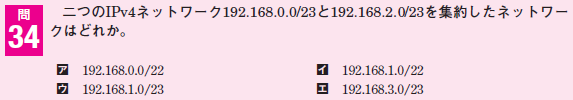 問
34
二つのIPv4ネットワーク192.168.0.0/23と192.168.2.0/23を集約したネットワー
クはどれか。
ア 192.168.0.0/22 イ 192.168.1.0/22
ウ 192.168.1.0/23 エ 192.168.3.0/23